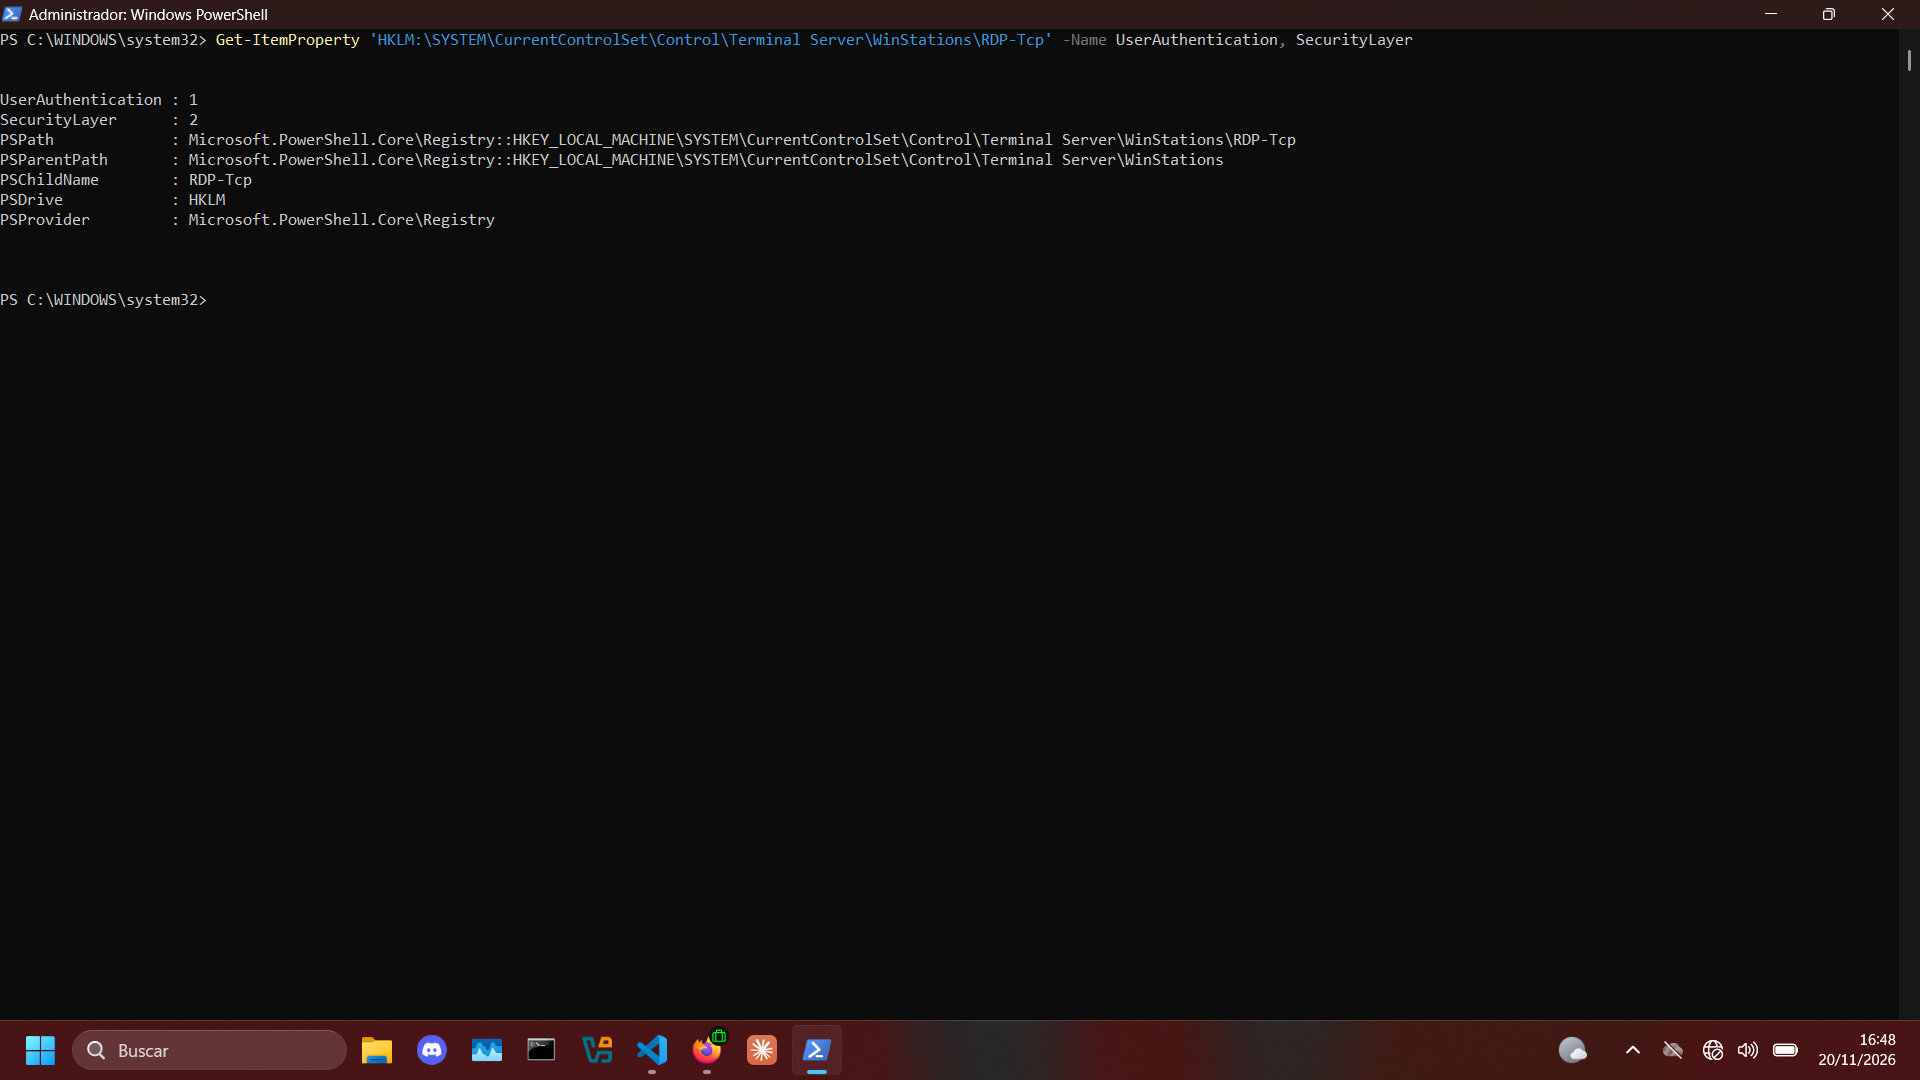 Administrador: Windows PowerShell
PS C:\WINDOWS\system32> Get-ItemProperty 'HKLM:\SYSTEM\CurrentControlSet\Control\Terminal Server\WinStations\RDP-Tcp' -Name UserAuthentication, SecurityLayer
UserAuthentication : 1
SecurityLayer      : 2
PSPath             : Microsoft.PowerShell.Core\Registry::HKEY_LOCAL_MACHINE\SYSTEM\CurrentControlSet\Control\Terminal Server\WinStations\RDP-Tcp
PSParentPath       : Microsoft.PowerShell.Core\Registry::HKEY_LOCAL_MACHINE\SYSTEM\CurrentControlSet\Control\Terminal Server\WinStations
PSChildName        : RDP-Tcp
PSDrive            : HKLM
PSProvider         : Microsoft.PowerShell.Core\Registry
PS C:\WINDOWS\system32>
Buscar
16:48
20/11/2026